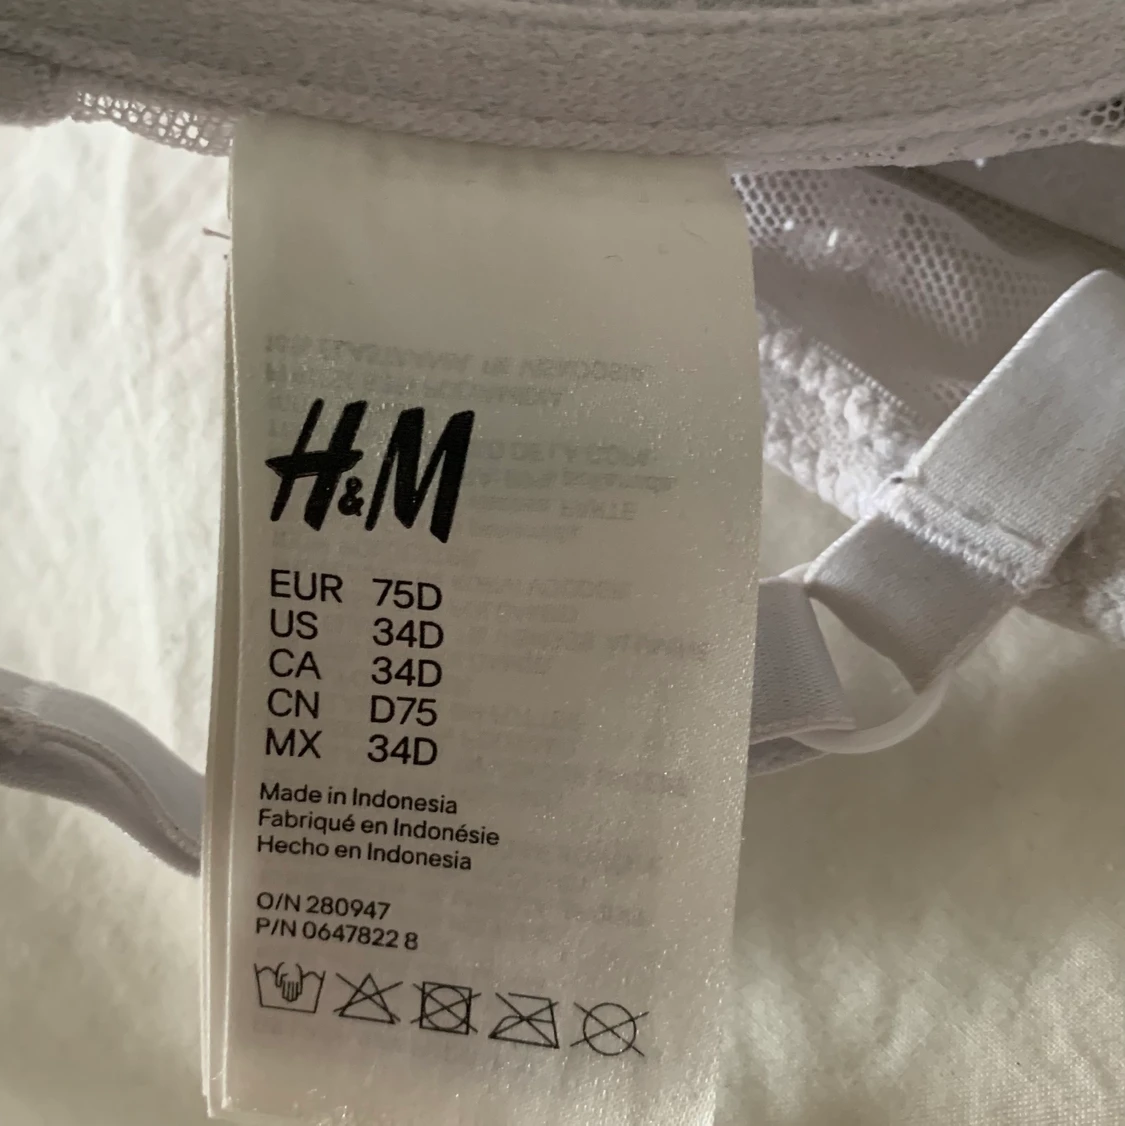 H&M
EUR 75D
US 34D
CA 34D
CN D75
MX 34D
Made in Indonesia
Fabriqué en Indonésie
Hecho en Indonesia
O/N 280947
P/N 0647822 8